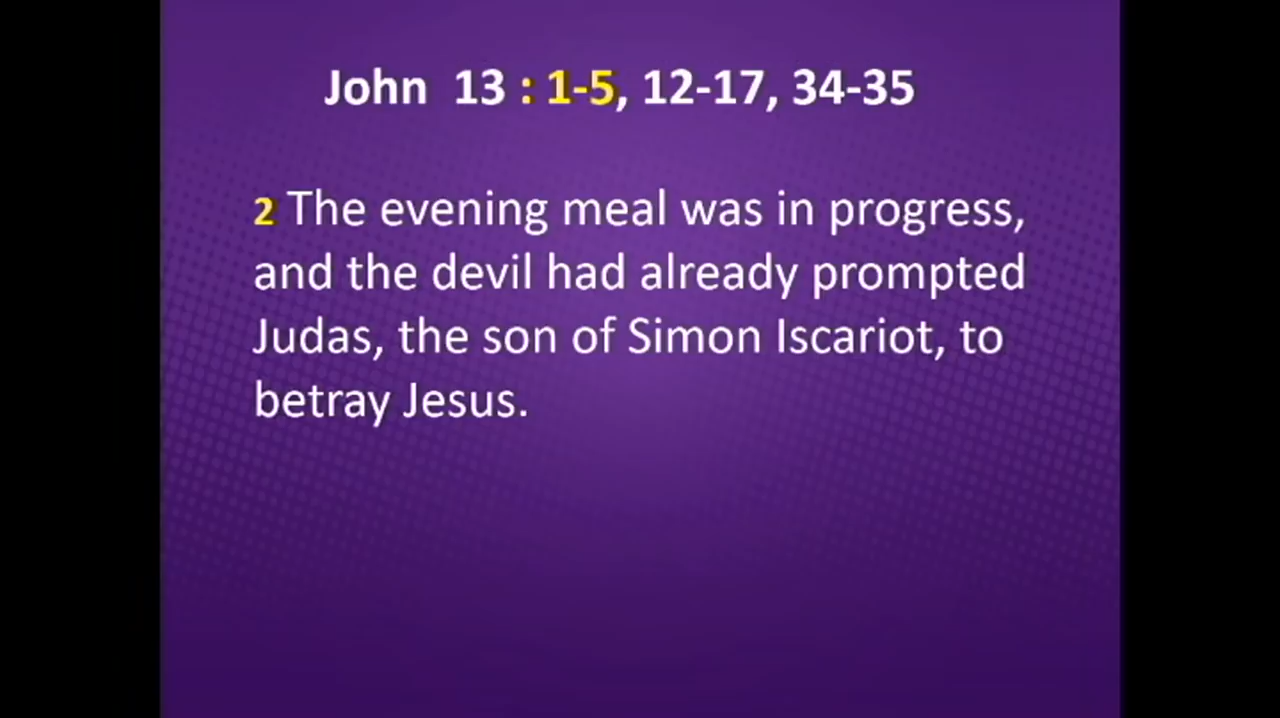 John 13 : 1-5, 12-17, 34-35
2 The evening meal was in progress,
and the devil had already prompted
Judas, the son of Simon Iscariot, to
betray Jesus.